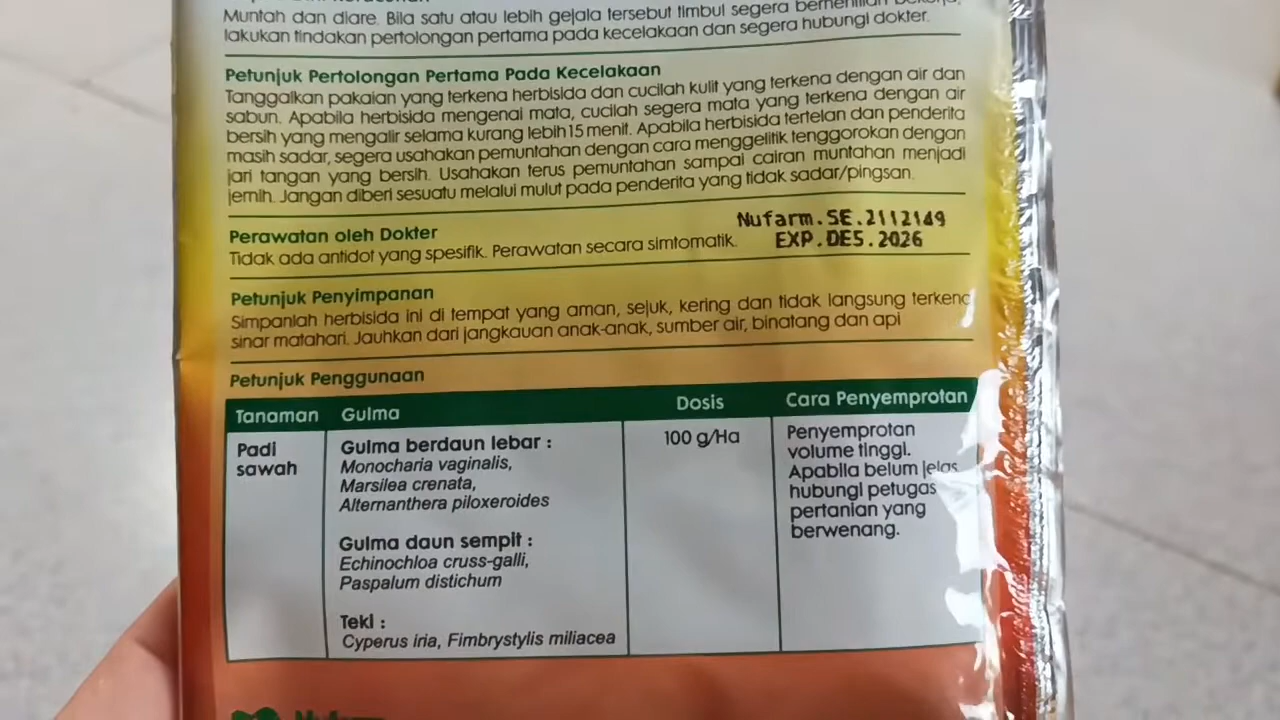 Muntah dan diare. Bila satu atau lebih gejala tersebut timbul segera
lakukan tindakan pertolongan pertama pada kecelakaan dan segera hubungi dokter.
Petunjuk Pertolongan Pertama Pada Kecelakaan
Tanggalkan pakaian yang terkena herbisida dan cucilah kulit yang terkena dengan air dan
sabun. Apabila herbisida mengenai mata, cucilah segera mata yang terkena dengan air
bersih yang mengalir selama kurang lebih 15 menit. Apabila herbisida tertelan dan penderita
masih sadar, segera usahakan pemuntahan dengan cara menggelitik tenggorokan dengan
jari tangan yang bersih. Usahakan terus pemuntahan sampai cairan muntahan menjadi
jernih. Jangan diberi sesuatu melalui mulut pada penderita yang tidak sadar/pingsan.
Nufarm.SE.2112149
Perawatan oleh Dokter
EXP.DES.2026
Tidak ada antidot yang spesifik. Perawatan secara simtomatik.
Petunjuk Penyimpanan
Simpanlah herbisida ini di tempat yang aman, sejuk, kering dan tidak langsung terkena
sinar matahari. Jauhkan dari jangkauan anak-anak, sumber air, binatang dan api
Petunjuk Penggunaan
Tanaman Gulma Dosis Cara Penyemprotan
Padi
sawah
Gulma berdaun lebar :
Monocharia vaginalis,
Marsilea crenata,
Alternanthera piloxeroides
Gulma daun sempit :
Echinochloa cruss-galli,
Paspalum distichum
Teki :
Cyperus iria, Fimbrystylis miliacea
100 g/Ha
Penyemprotan
volume tinggi.
Apabila belum jelas
hubungi petugas
pertanian yang
berwenang.